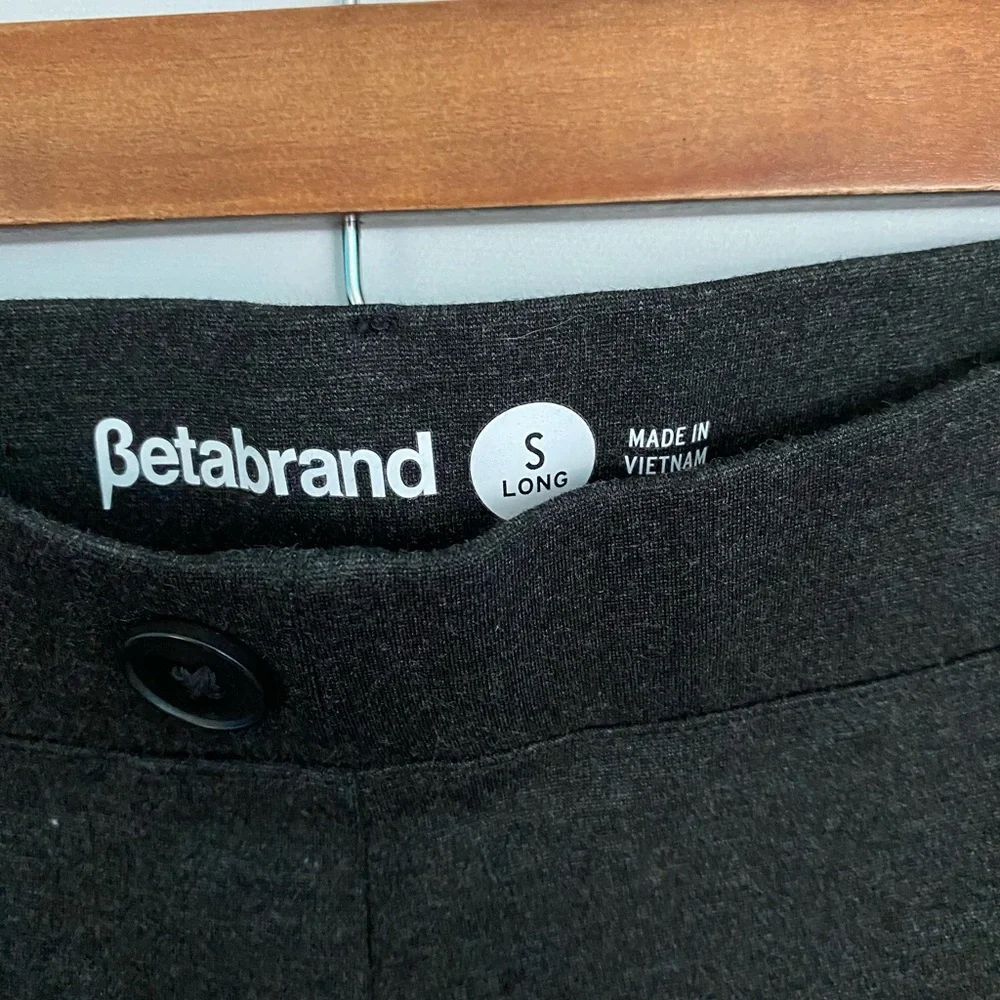 βetabrand
S
LONG
MADE IN
VIETNAM